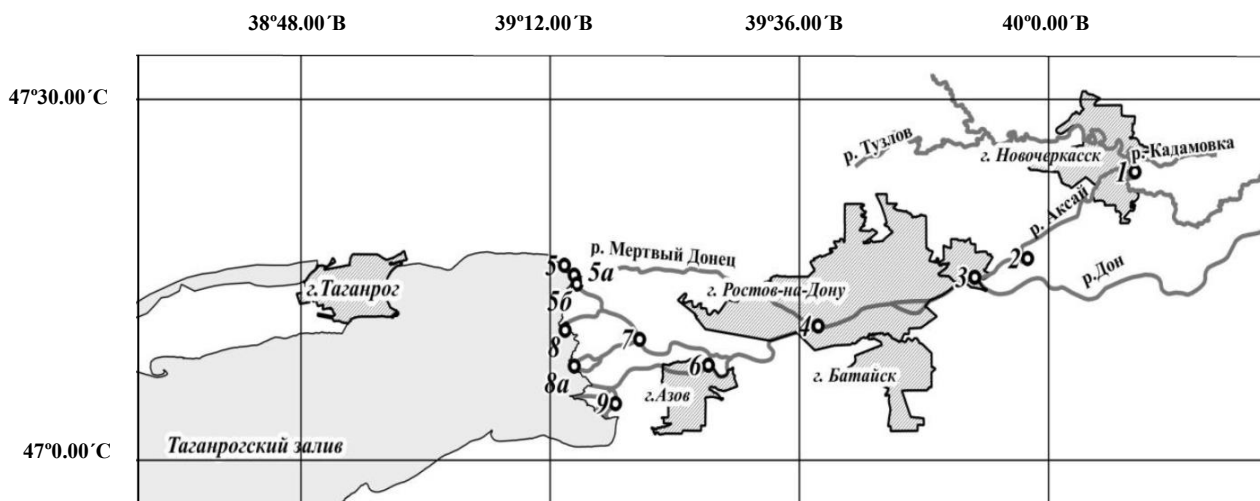 38º48.00´В
39º12.00´В
39º36.00´В
40º0.00´В
47º30.00´С
р. Тузлов
г. Новочеркасск
р. Кадамовка
1
р. Аксай
2
р.Дон
3
р. Мертвый Донец
5
5а
5б
г.Таганрог
г. Ростов-на-Дону
4
8
7
6
8а
г.Азов
г. Батайск
9
Таганрогский залив
47º0.00´С